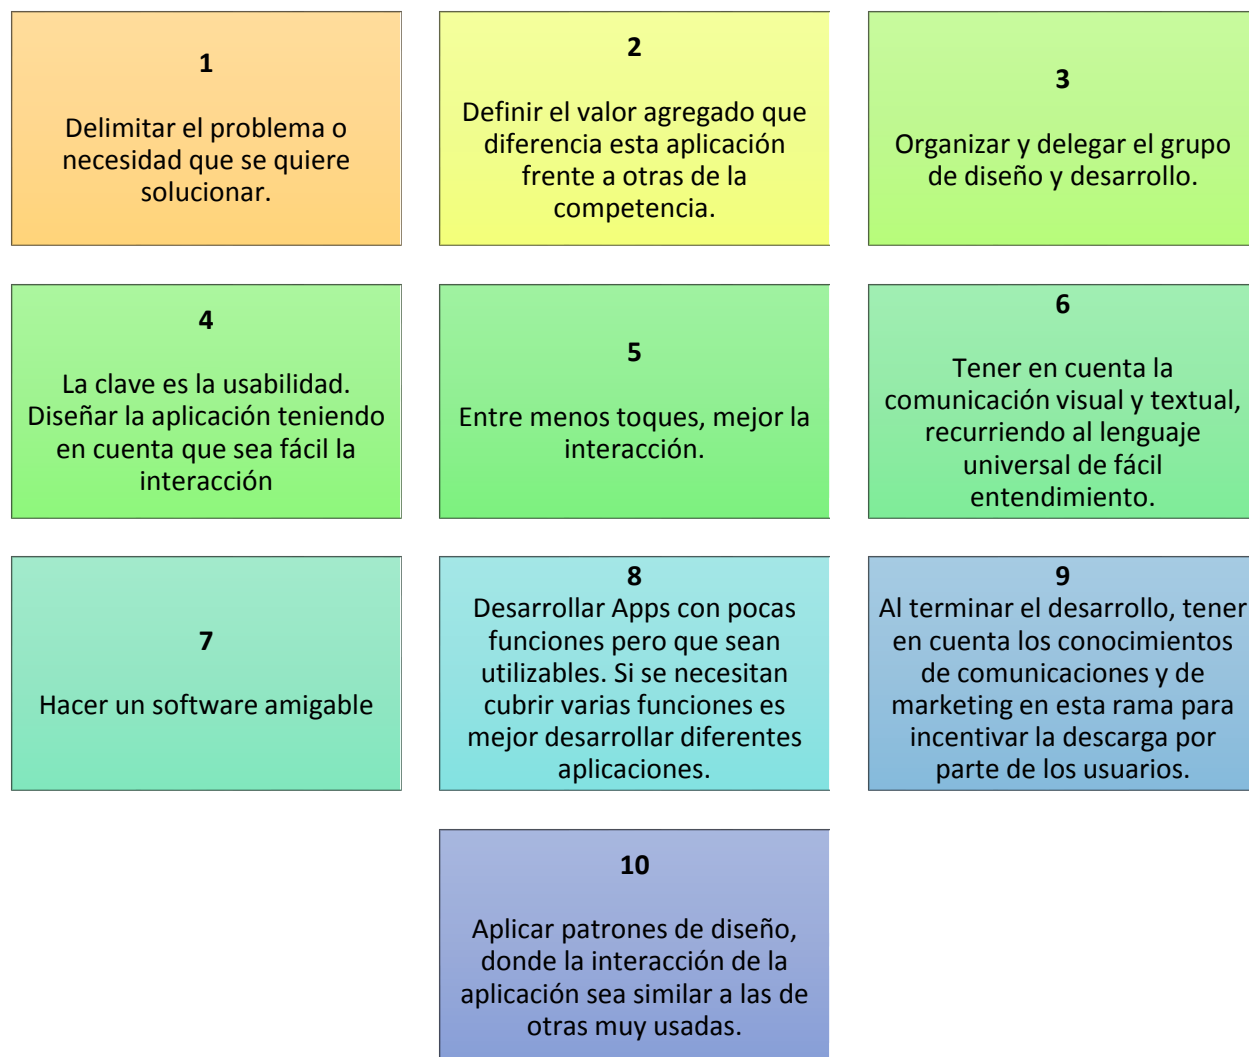 1
Delimitar el problema o
necesidad que se quiere
solucionar.
2
Definir el valor agregado que
diferencia esta aplicación
frente a otras de la
competencia.
3
Organizar y delegar el grupo
de diseño y desarrollo.
4
La clave es la usabilidad.
Diseñar la aplicación teniendo
en cuenta que sea fácil la
interacción
5
Entre menos toques, mejor la
interacción.
6
Tener en cuenta la
comunicación visual y textual,
recurriendo al lenguaje
universal de fácil
entendimiento.
7
Hacer un software amigable
8
Desarrollar Apps con pocas
funciones pero que sean
utilizables. Si se necesitan
cubrir varias funciones es
mejor desarrollar diferentes
aplicaciones.
9
Al terminar el desarrollo, tener
en cuenta los conocimientos
de comunicaciones y de
marketing en esta rama para
incentivar la descarga por
parte de los usuarios.
10
Aplicar patrones de diseño,
donde la interacción de la
aplicación sea similar a las de
otras muy usadas.